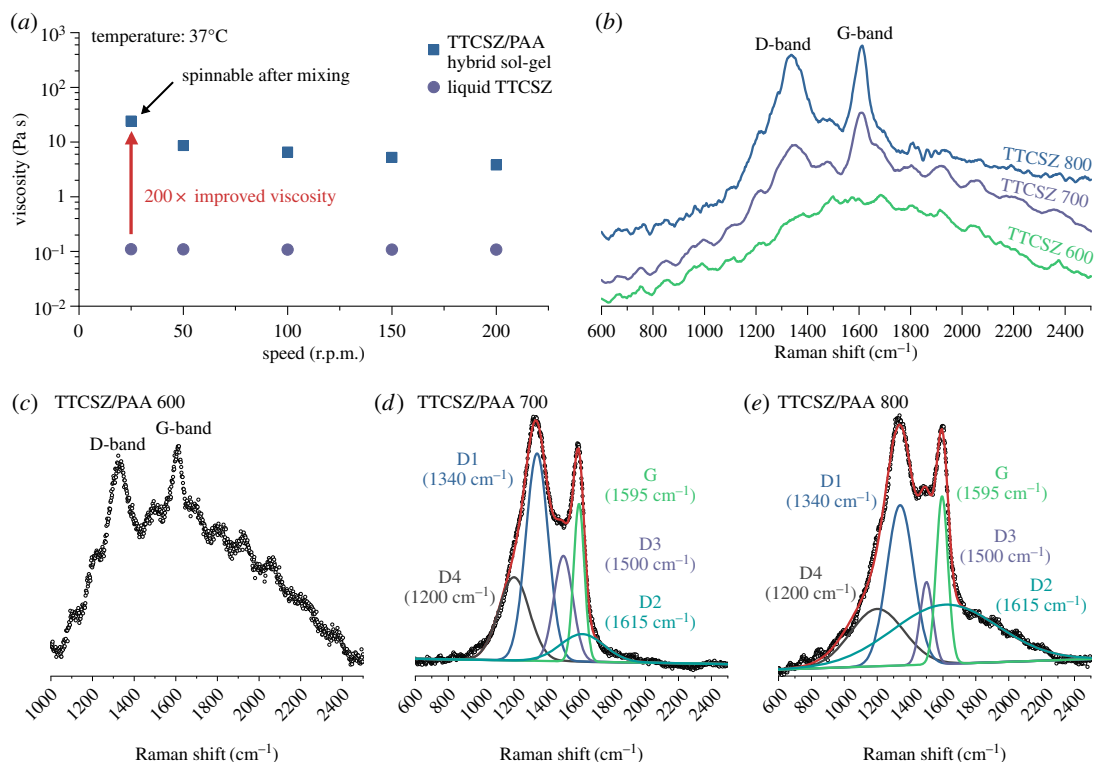 (a)
temperature: 37°C
TTCSZ/PAA
hybrid sol-gel
liquid TTCSZ
spinnable after mixing
200 × improved viscosity
viscosity (Pa s)
10³
10²
10
1
10⁻¹
10⁻²
0 50 100 150 200
speed (r.p.m.)
(b)
D-band
G-band
TTCSZ 800
TTCSZ 700
TTCSZ 600
600 800 1000 1200 1400 1600 1800 2000 2200 2400
Raman shift (cm⁻¹)
(c) TTCSZ/PAA 600
D-band
G-band
1000 1200 1400 1600 1800 2000 2200 2400
Raman shift (cm⁻¹)
(d) TTCSZ/PAA 700
D1
(1340 cm⁻¹)
G
(1595 cm⁻¹)
D3
(1500 cm⁻¹)
D4
(1200 cm⁻¹)
D2
(1615 cm⁻¹)
600 800 1000 1200 1400 1600 1800 2000 2200 2400
Raman shift (cm⁻¹)
(e) TTCSZ/PAA 800
D1
(1340 cm⁻¹)
G
(1595 cm⁻¹)
D3
(1500 cm⁻¹)
D4
(1200 cm⁻¹)
D2
(1615 cm⁻¹)
600 800 1000 1200 1400 1600 1800 2000 2200 2400
Raman shift (cm⁻¹)